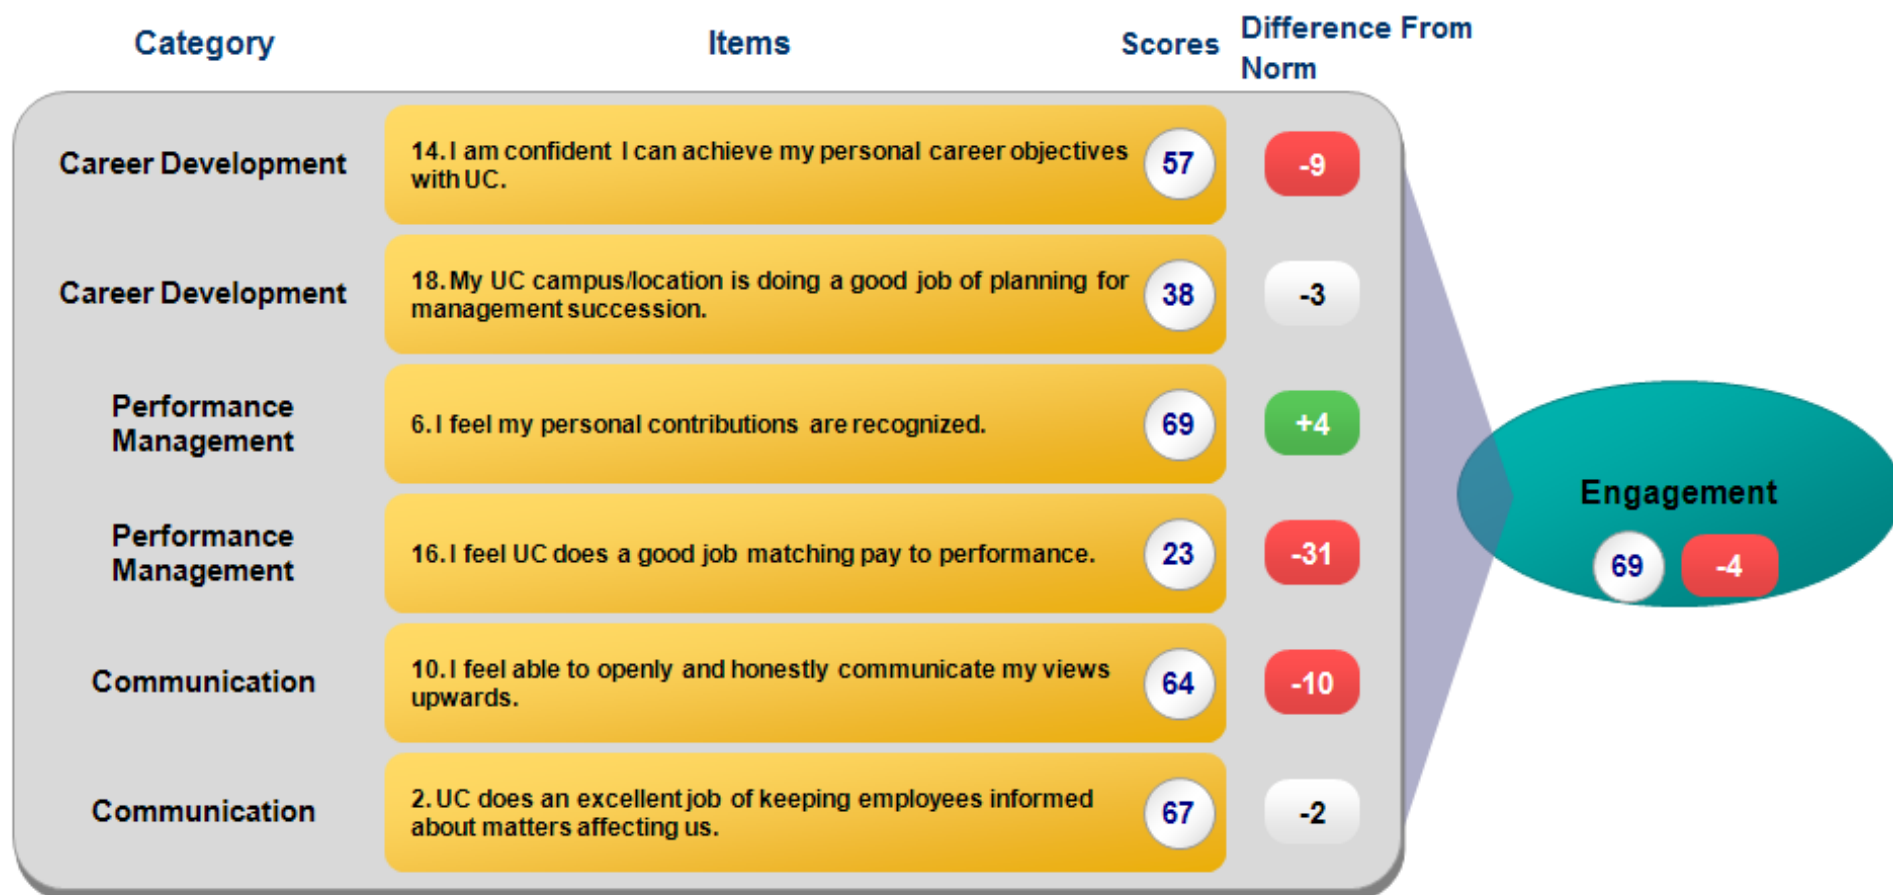 Category Items Scores Difference From
Norm
Career Development
14. I am confident I can achieve my personal career objectives
with UC.
57
-9
Career Development
18. My UC campus/location is doing a good job of planning for
management succession.
38
-3
Performance
Management
6. I feel my personal contributions are recognized.
69
+4
Performance
Management
16. I feel UC does a good job matching pay to performance.
23
-31
Communication
10. I feel able to openly and honestly communicate my views
upwards.
64
-10
Communication
2. UC does an excellent job of keeping employees informed
about matters affecting us.
67
-2
Engagement
69 -4